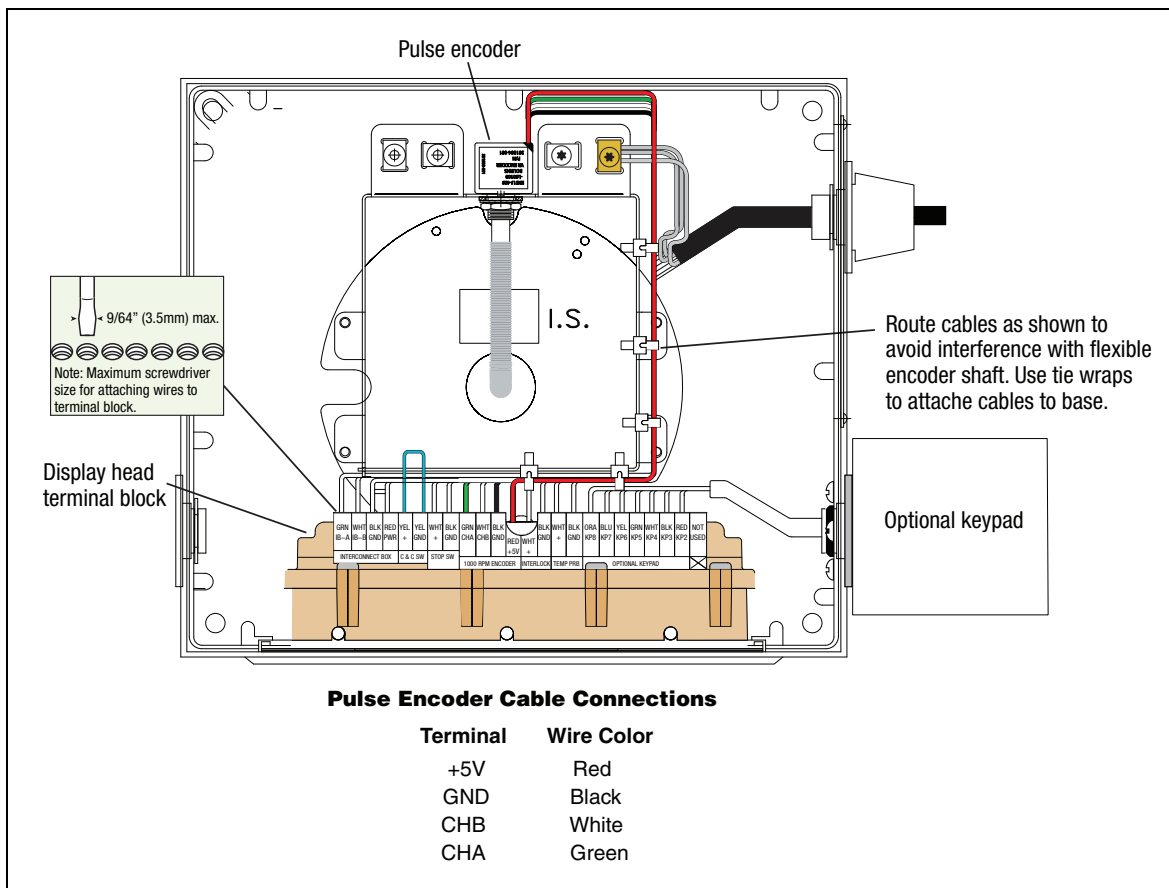 Pulse encoder
I.S.
9/64” (3.5mm) max.
Note: Maximum screwdriver
size for attaching wires to
terminal block.
Route cables as shown to
avoid interference with flexible
encoder shaft. Use tie wraps
to attache cables to base.
Display head
terminal block
Optional keypad
GRN WHT BLK RED YEL YEL WHT BLK GRN WHT BLK RED WHT BLK WHT BLK ORA BLU YEL GRN WHT BLK RED NOT
IB–A IB–B GND PWR + GND + GND CHA CHB GND +5V + GND + GND KP8 KP7 KP6 KP5 KP4 KP3 KP2 USED
INTERCONNECT BOX C & C SW STOP SW 1000 RPM ENCODER INTERLOCK TEMP PRB OPTIONAL KEYPAD
Pulse Encoder Cable Connections
Terminal Wire Color
+5V Red
GND Black
CHB White
CHA Green